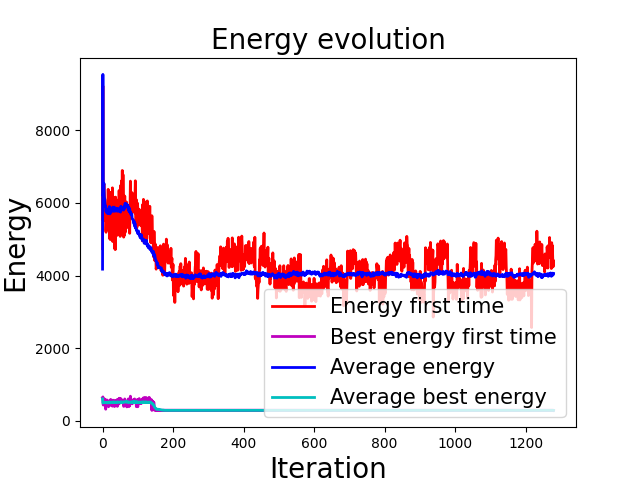 Energy evolution
8000
6000
4000
2000
0
Energy
Energy first time
Best energy first time
Average energy
Average best energy
0 200 400 600 800 1000 1200
Iteration